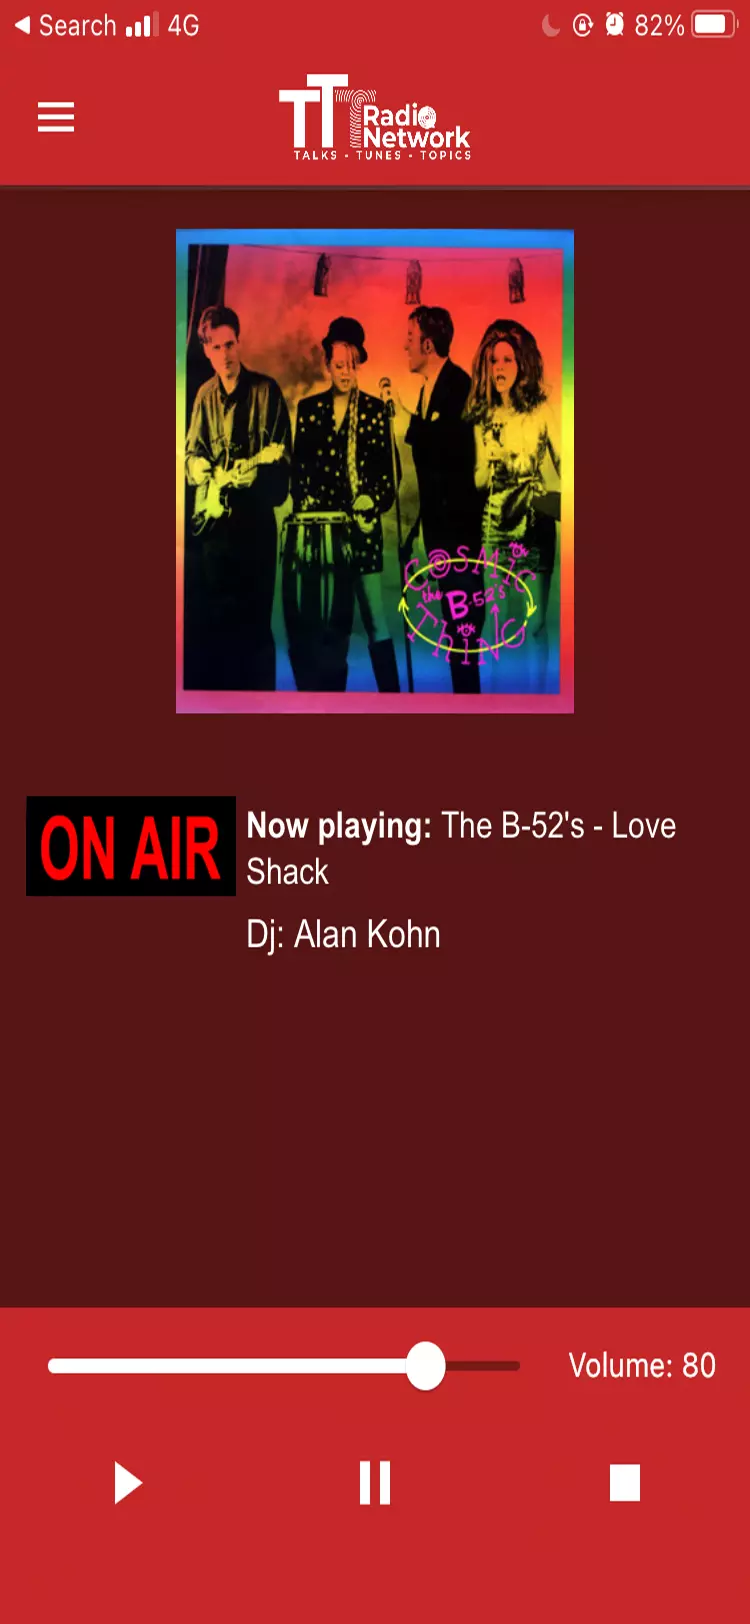 Search 4G 82%
TTT Radio
Network
TALKS - TUNES - TOPICS
COSMIC
the B-52's
THING
ON AIR
Now playing: The B-52's - Love
Shack
Dj: Alan Kohn
Volume: 80